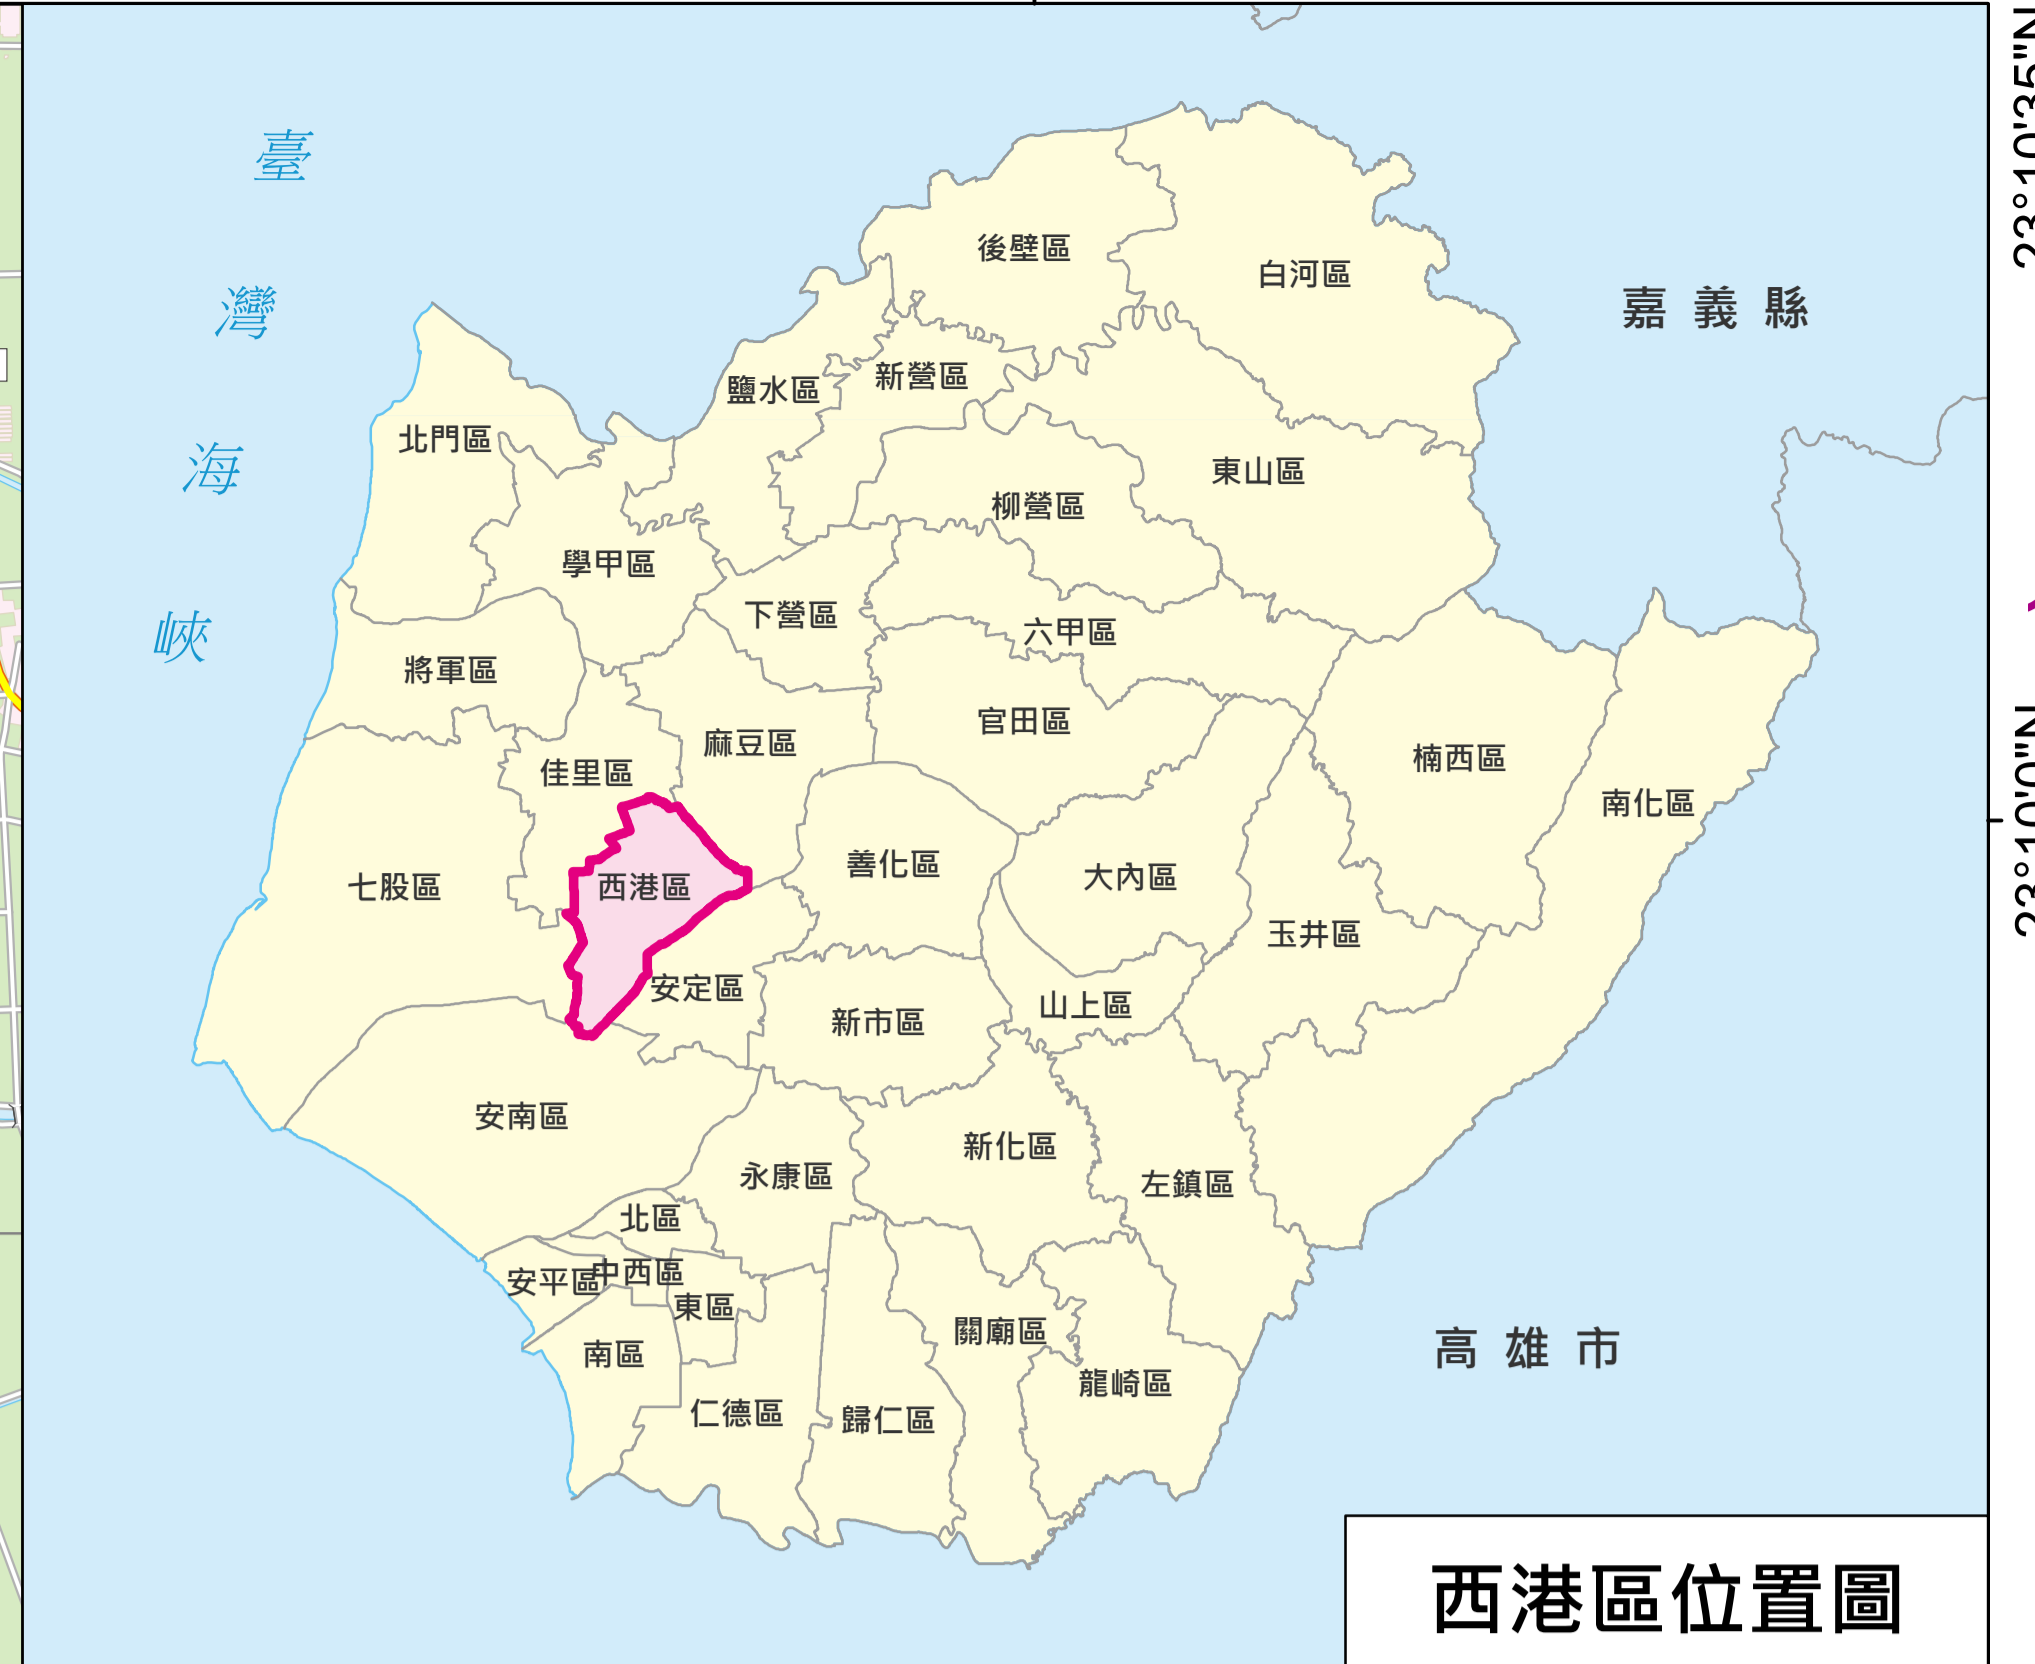 臺灣海峽
嘉義縣
高雄市
後壁區
白河區
鹽水區
新營區
北門區
東山區
柳營區
學甲區
下營區
六甲區
將軍區
官田區
麻豆區
楠西區
佳里區
南化區
善化區
大內區
七股區
西港區
玉井區
安定區
山上區
新市區
安南區
新化區
永康區
左鎮區
北區
中西區
安平區
東區
關廟區
南區
龍崎區
仁德區
歸仁區
西港區位置圖
23°10'35"N
23°10'0"N